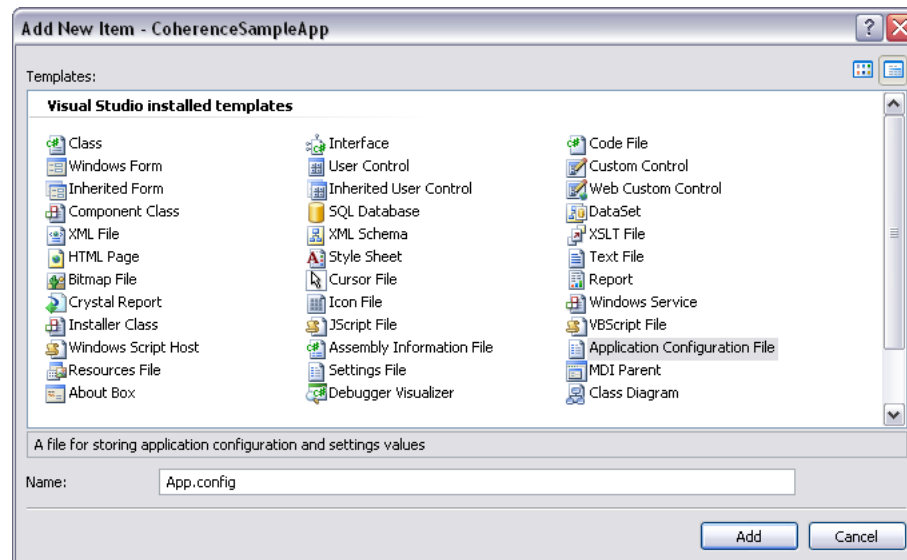 Add New Item - CoherenceSampleApp
Templates:
Visual Studio installed templates
Class Interface Code File
Windows Form User Control Custom Control
Inherited Form Inherited User Control Web Custom Control
Component Class SQL Database DataSet
XML File XML Schema XSLT File
HTML Page Style Sheet Text File
Bitmap File Cursor File Report
Crystal Report Icon File Windows Service
Installer Class JScript File VBScript File
Windows Script Host Assembly Information File Application Configuration File
Resources File Settings File MDI Parent
About Box Debugger Visualizer Class Diagram
A file for storing application configuration and settings values
Name: App.config
Add Cancel